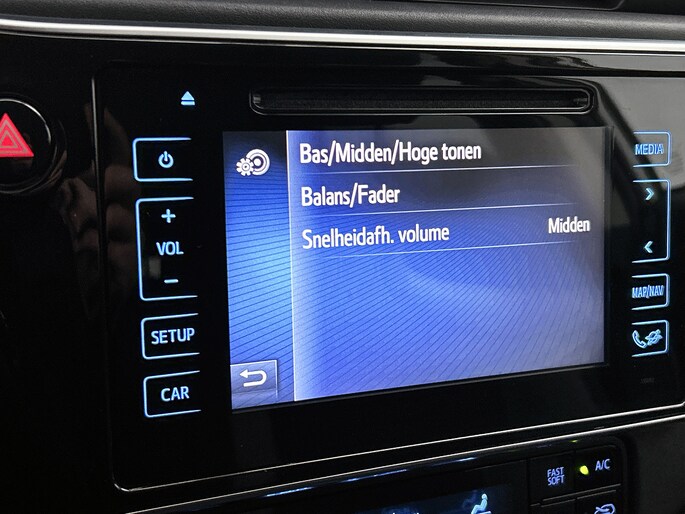 Bas/Midden/Hoge tonen
Balans/Fader
Snelheidafh. volume Midden
+
VOL
-
SETUP
CAR
MEDIA
MAP/NAV
FAST
SOFT
A/C